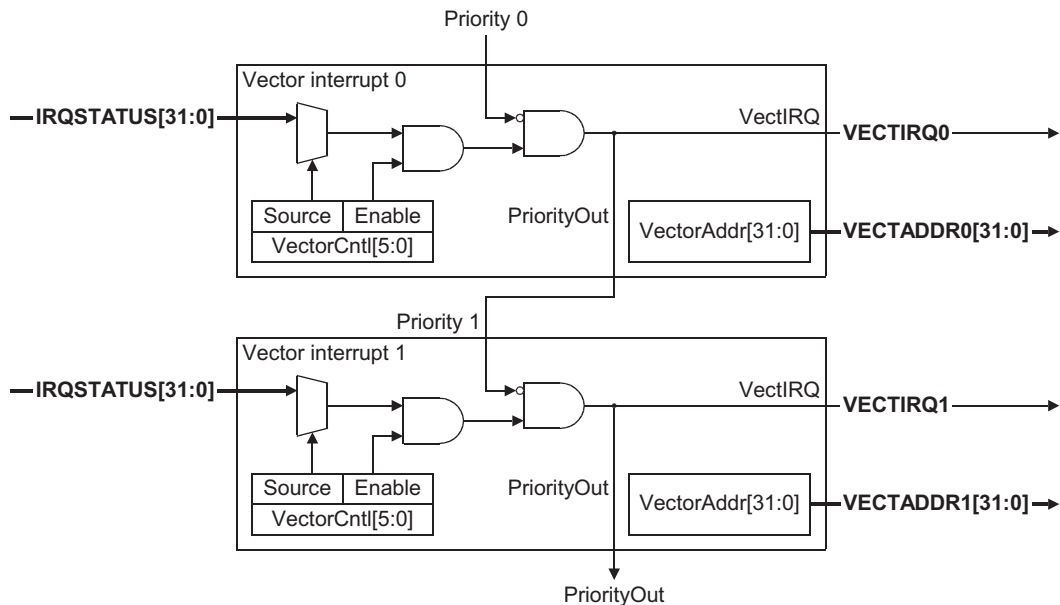 Priority 0
Vector interrupt 0
IRQSTATUS[31:0]
VectIRQ
VECTIRQ0
Source
Enable
VectorCntl[5:0]
PriorityOut
VectorAddr[31:0]
VECTADDR0[31:0]
Priority 1
Vector interrupt 1
IRQSTATUS[31:0]
VectIRQ
VECTIRQ1
Source
Enable
VectorCntl[5:0]
PriorityOut
VectorAddr[31:0]
VECTADDR1[31:0]
PriorityOut